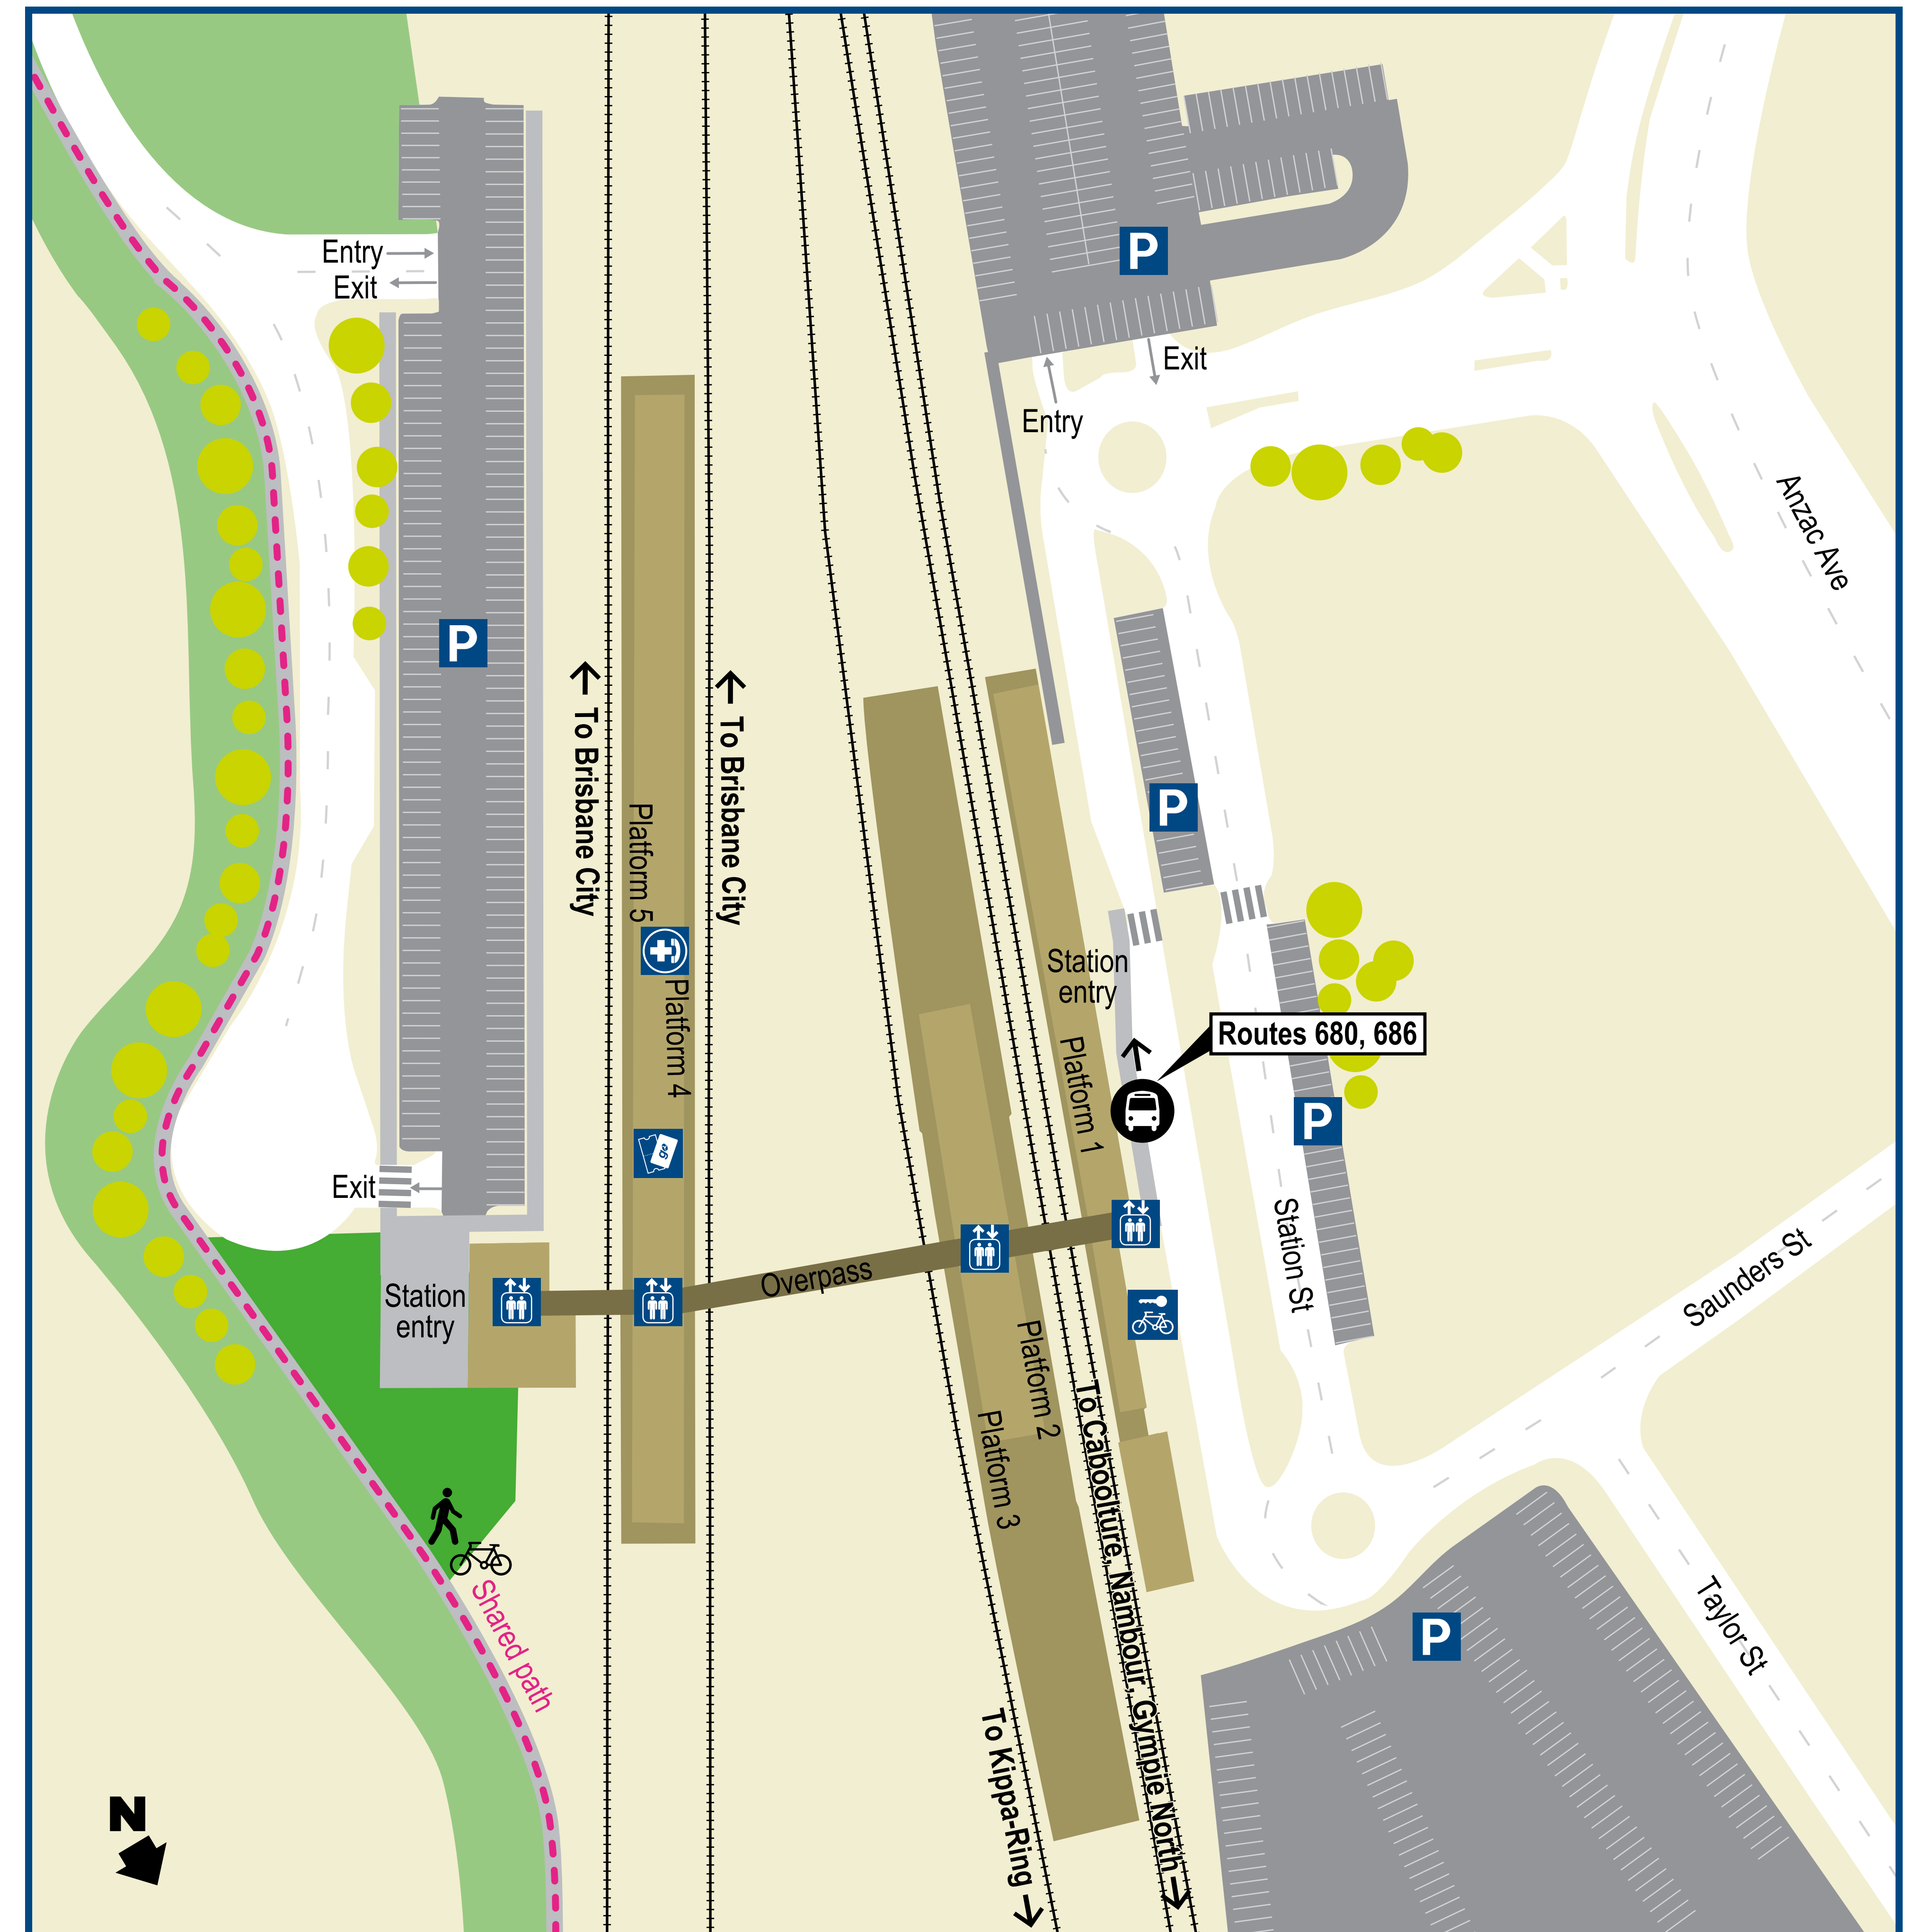 Entry
Exit
P
Exit
Entry
Anzac Ave
P
To Brisbane City
To Brisbane City
Platform 5
P
Station
entry
Platform 4
Routes 680, 686
Platform 1
P
go
Exit
Station St
Saunders St
Overpass
Station
entry
Platform 2
Platform 3
To Caboolture, Nambour, Gympie North
Shared path
Taylor St
P
To Kippa-Ring
N